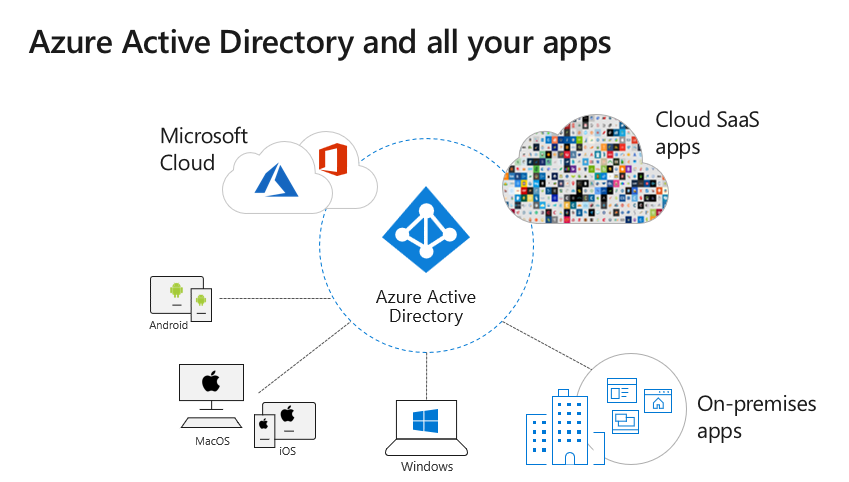 Azure Active Directory and all your apps
Microsoft
Cloud
Cloud SaaS
apps
Azure Active
Directory
Android
MacOS
iOS
Windows
On-premises
apps